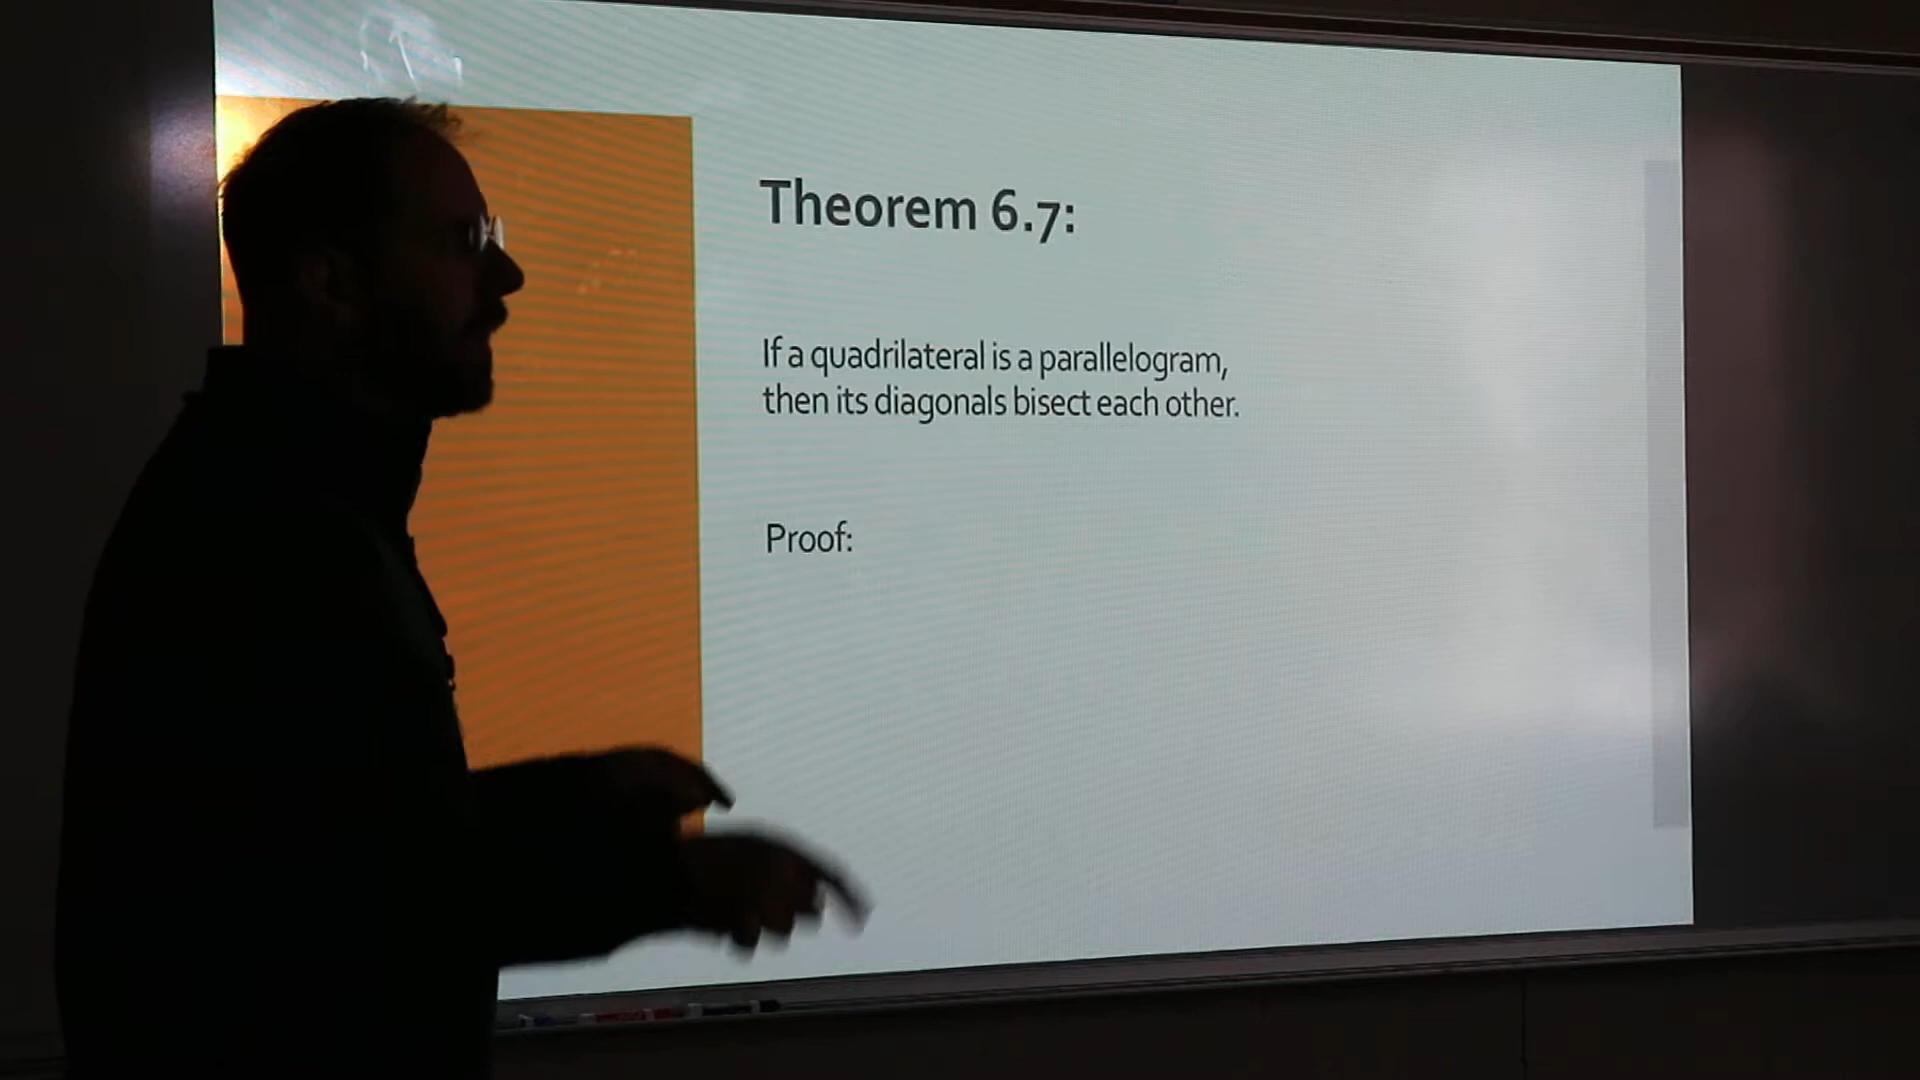 Theorem 6.7:
If a quadrilateral is a parallelogram,
then its diagonals bisect each other.
Proof: